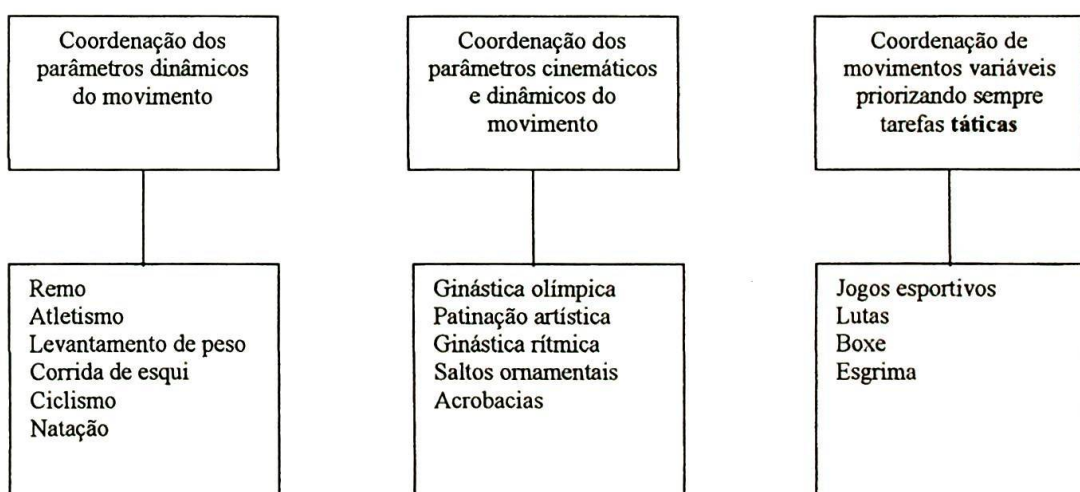 Coordenação dos
parâmetros dinâmicos
do movimento
Coordenação dos
parâmetros cinemáticos
e dinâmicos do
movimento
Coordenação de
movimentos variáveis
priorizando sempre
tarefas táticas
Remo
Atletismo
Levantamento de peso
Corrida de esqui
Ciclismo
Natação
Ginástica olímpica
Patinação artística
Ginástica rítmica
Saltos ornamentais
Acrobacias
Jogos esportivos
Lutas
Boxe
Esgrima